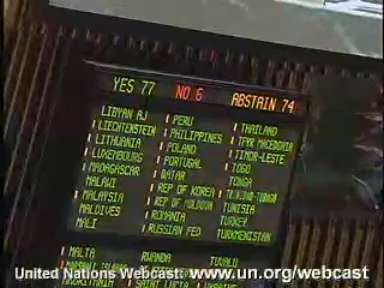 YES 77 NO 6 ABSTAIN 74
LIBYAN AJ
LIECHTENSTEIN
LITHUANIA
LUXEMBOURG
MADAGASCAR
MALAWI
MALAYSIA
MALDIVES
MALI
PERU
PHILIPPINES
POLAND
PORTUGAL
QATAR
REP OF KOREA
REP OF MOLDOVA
ROMANIA
RUSSIAN FED
THAILAND
TFYR MACEDONIA
TIMOR-LESTE
TOGO
TONGA
TUNISIA
TURKEY
TURKMENISTAN
MALTA RWANDA TUVALU
SAINT LUCIA
United Nations Webcast: www.un.org/webcast